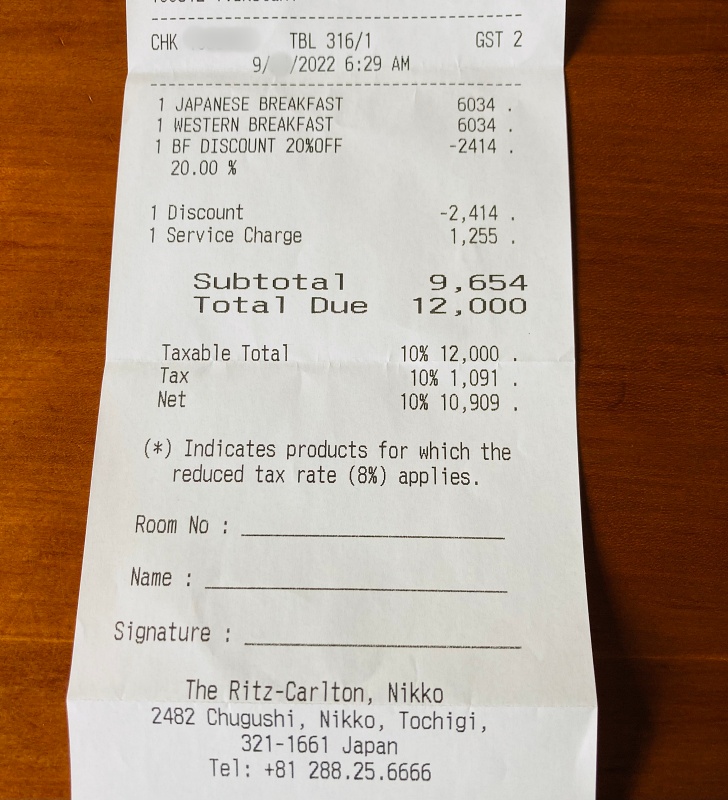 CHK TBL 316/1 GST 2
9/ /2022 6:29 AM
1 JAPANESE BREAKFAST 6034 .
1 WESTERN BREAKFAST 6034 .
1 BF DISCOUNT 20%OFF -2414 .
20.00 %
1 Discount -2,414 .
1 Service Charge 1,255 .
Subtotal 9,654
Total Due 12,000
Taxable Total 10% 12,000 .
Tax 10% 1,091 .
Net 10% 10,909 .
(*) Indicates products for which the
reduced tax rate (8%) applies.
Room No :
Name :
Signature :
The Ritz-Carlton, Nikko
2482 Chugushi, Nikko, Tochigi,
321-1661 Japan
Tel: +81 288.25.6666